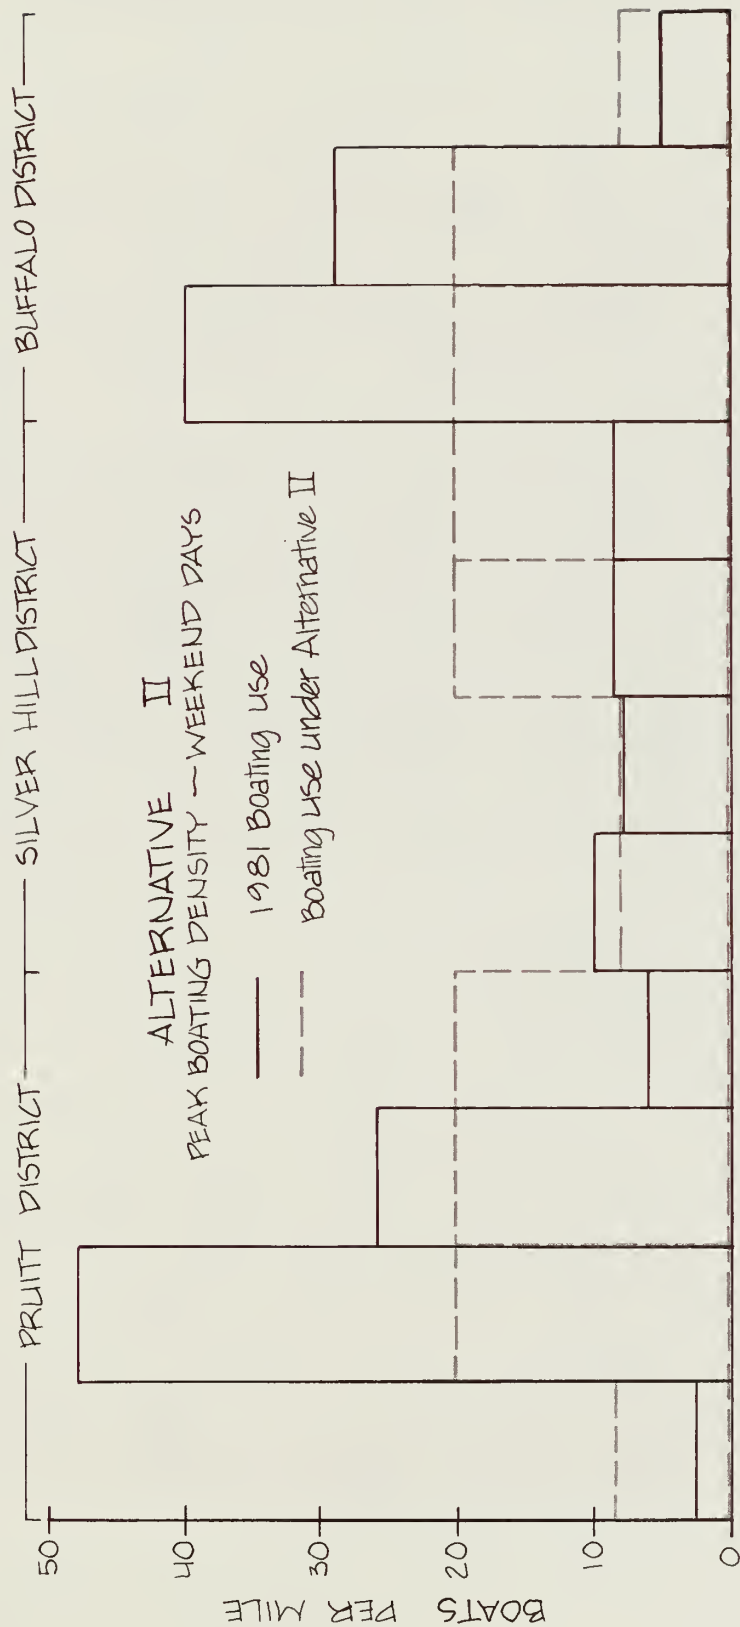 PRUITT DISTRICT
SILVER HILL DISTRICT
BUFFALO DISTRICT
ALTERNATIVE II
PEAK BOATING DENSITY — WEEKEND DAYS
1981 Boating Use
Boating Use Under Alternative II
BOATS PER MILE
50
40
30
20
10
0